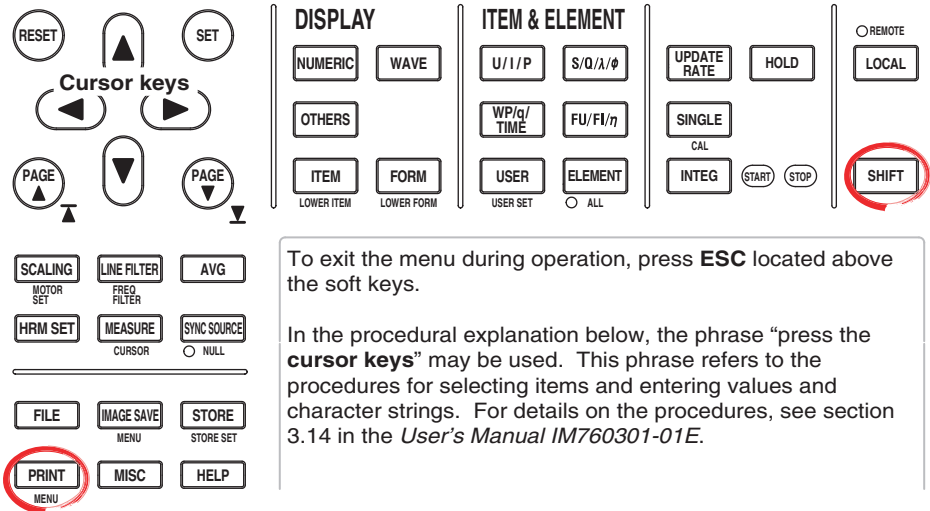 RESET
SET
Cursor keys
PAGE
PAGE
DISPLAY
NUMERIC
WAVE
OTHERS
ITEM
FORM
LOWER ITEM
LOWER FORM
ITEM & ELEMENT
U / I / P
S/Q/λ/ϕ
WP/q/
TIME
FU/FI/η
USER
ELEMENT
USER SET
ALL
UPDATE
RATE
HOLD
SINGLE
CAL
INTEG
START
STOP
REMOTE
LOCAL
SHIFT
SCALING
LINE FILTER
AVG
MOTOR
SET
FREQ
FILTER
HRM SET
MEASURE
SYNC SOURCE
CURSOR
NULL
FILE
IMAGE SAVE
STORE
MENU
STORE SET
PRINT
MISC
HELP
MENU
To exit the menu during operation, press ESC located above
the soft keys.
In the procedural explanation below, the phrase “press the
cursor keys” may be used. This phrase refers to the
procedures for selecting items and entering values and
character strings. For details on the procedures, see section
3.14 in the User's Manual IM760301-01E.